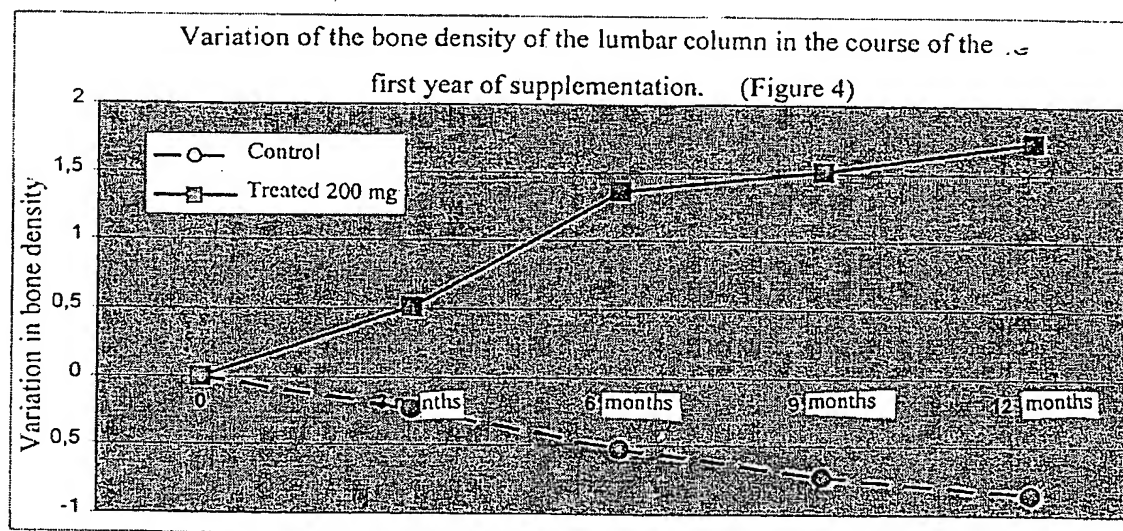 Variation of the bone density of the lumbar column in the course of the
first year of supplementation. (Figure 4)
Variation in bone density
2
1,5
1
0,5
0
0,5
-1
Control
Treated 200 mg
0
6 months
9 months
12 months